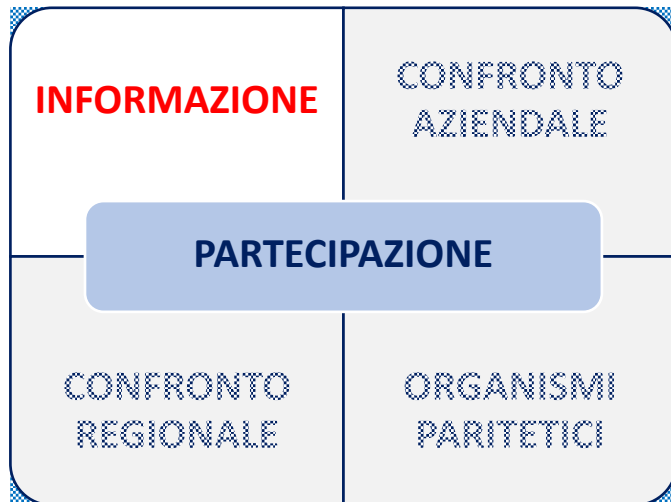 INFORMAZIONE
CONFRONTO
AZIENDALE
PARTECIPAZIONE
CONFRONTO
REGIONALE
ORGANISMI
PARITETICI